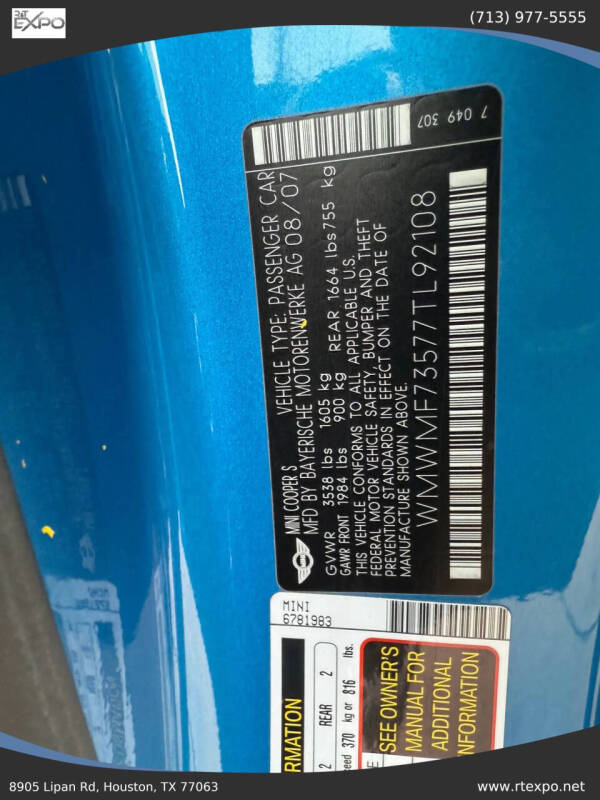 R&T
EXPO
(713) 977-5555
7 049 307
MINI COOPER S VEHICLE TYPE: PASSENGER CAR
MFD BY BAYERISCHE MOTORENWERKE AG 08/07
GVWR 3538 lbs 1605 kg
GAWR FRONT 1984 lbs 900 kg REAR 1664 lbs 755 kg
THIS VEHICLE CONFORMS TO ALL APPLICABLE U.S.
FEDERAL MOTOR VEHICLE SAFETY, BUMPER AND THEFT
PREVENTION STANDARDS IN EFFECT ON THE DATE OF
MANUFACTURE SHOWN ABOVE.
WMWMF73577TL92108
MINI
6781983
RMATION
2 REAR 2
eed 370 kg or 816 lbs.
SEE OWNER'S
MANUAL FOR
ADDITIONAL
INFORMATION
8905 Lipan Rd, Houston, TX 77063
www.rtexpo.net